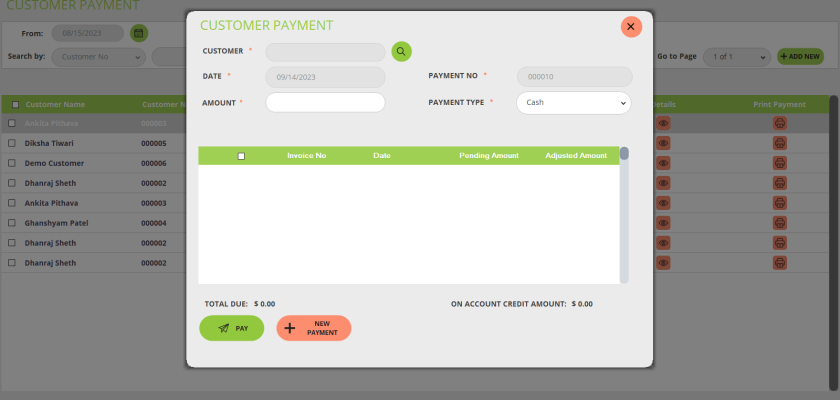 CUSTOMER PAYMENT
From: 08/15/2023
Search by: Customer No
Go to Page 1 of 1 ADD NEW
Customer Name Customer Print Payment
Ankita Pithava 000003
Diksha Tiwari 000005
Demo Customer 000006
Dhanraj Sheth 000002
Ankita Pithava 000003
Ghanshyam Patel 000004
Dhanraj Sheth 000002
Dhanraj Sheth 000002
CUSTOMER PAYMENT
CUSTOMER *
DATE * 09/14/2023 PAYMENT NO * 000010
AMOUNT * PAYMENT TYPE * Cash
Invoice No Date Pending Amount Adjusted Amount
TOTAL DUE: $ 0.00 ON ACCOUNT CREDIT AMOUNT: $ 0.00
PAY
NEW
PAYMENT